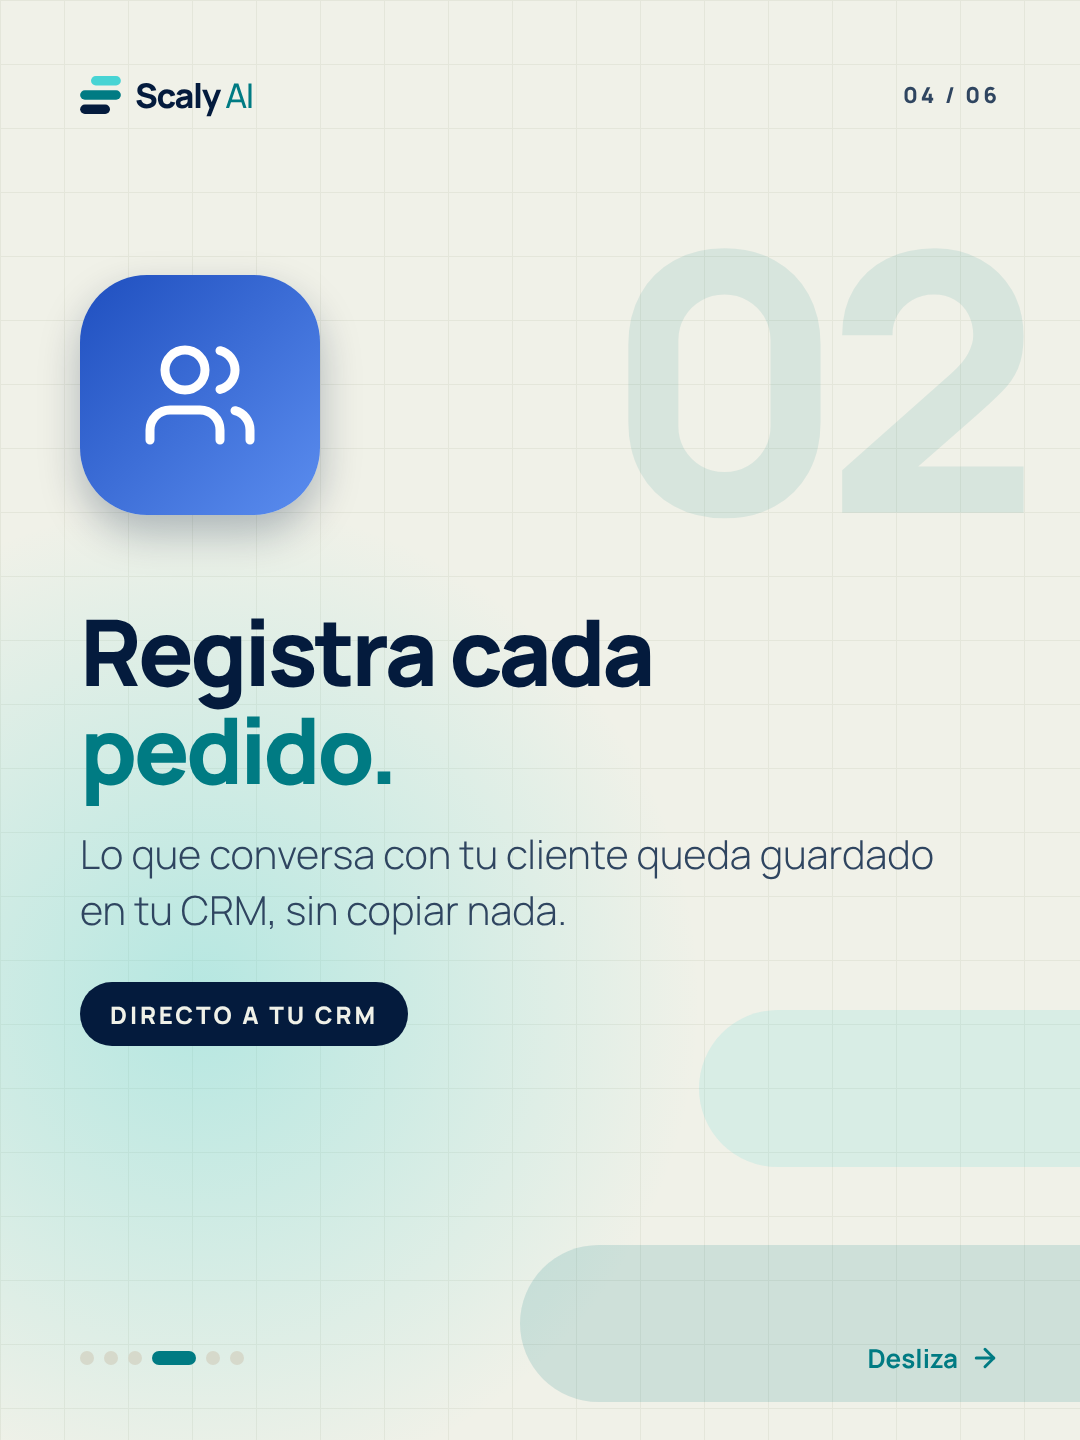 Scaly AI
04 / 06
02
Registra cada
pedido.
Lo que conversa con tu cliente queda guardado
en tu CRM, sin copiar nada.
DIRECTO A TU CRM
Desliza →